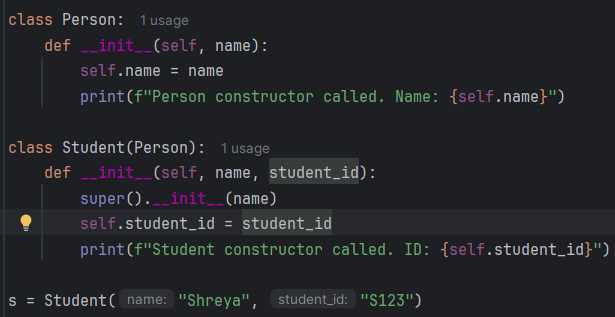 class Person:  1 usage
    def __init__(self, name):
        self.name = name
        print(f"Person constructor called. Name: {self.name}")
class Student(Person):  1 usage
    def __init__(self, name, student_id):
        super().__init__(name)
        self.student_id = student_id
        print(f"Student constructor called. ID: {self.student_id}")
s = Student( name: "Shreya",  student_id: "S123")